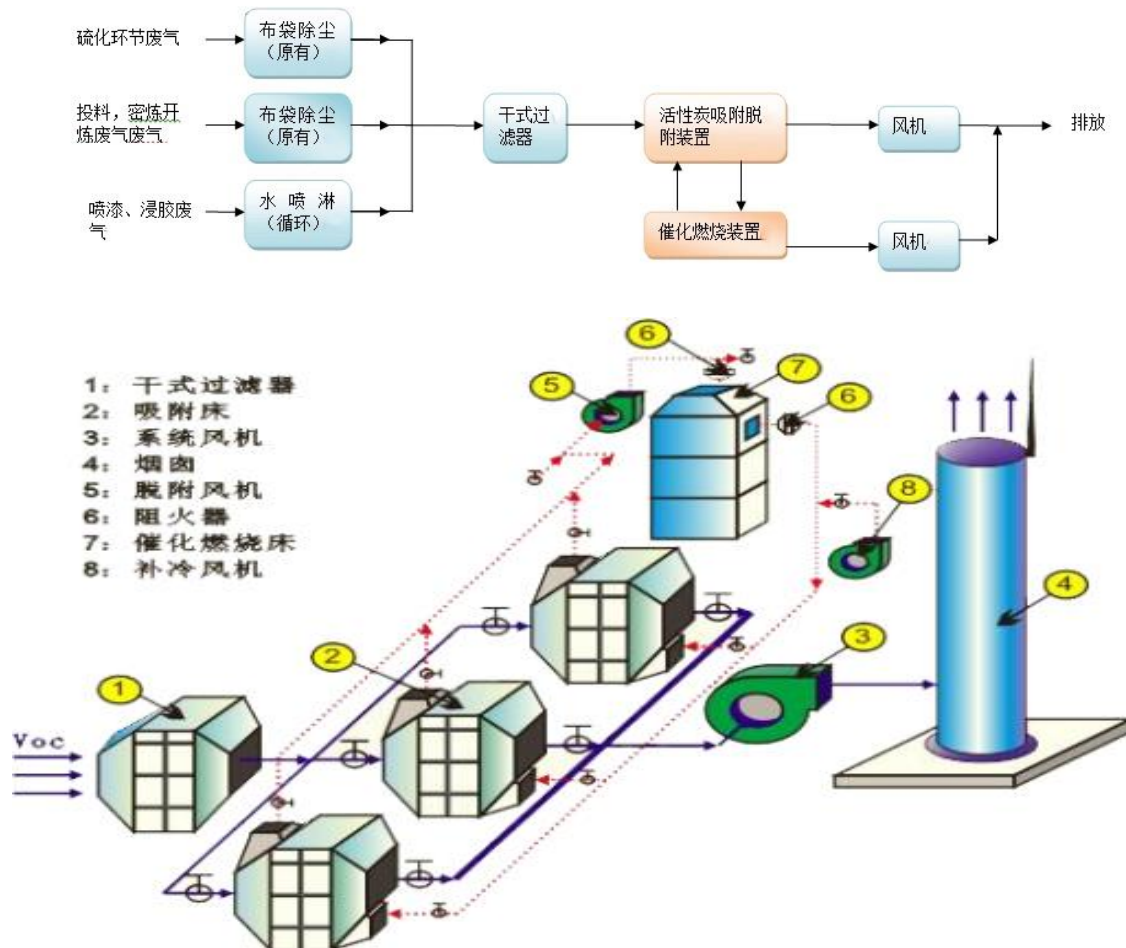 硫化环节废气
布袋除尘
（原有）
投料，密炼开
炼废气废气
布袋除尘
（原有）
喷漆、浸胶废
气
水喷淋
（循环）
干式过
滤器
活性炭吸附脱
附装置
催化燃烧装置
风机
风机
排放
1：干式过滤器
2：吸附床
3：系统风机
4：烟囱
5：脱附风机
6：阻火器
7：催化燃烧床
8：补冷风机
6
7
5
6
8
4
3
2
1
Voc